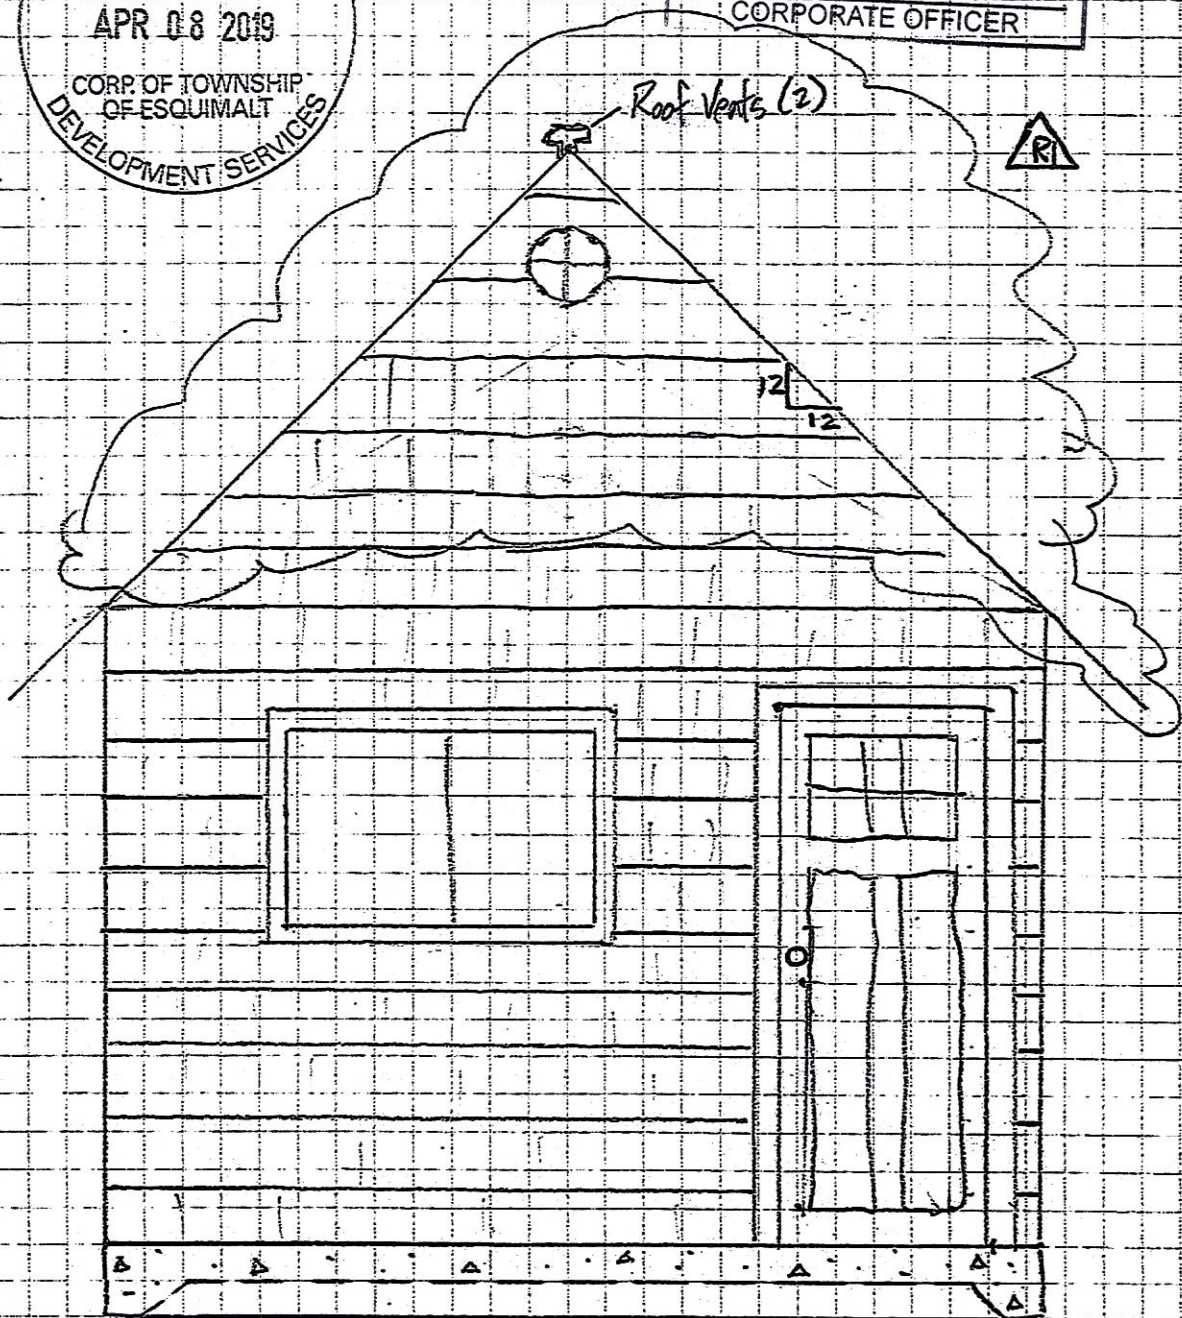 APR 08 2019
CORP. OF TOWNSHIP
OF ESQUIMALT
DEVELOPMENT SERVICES
CORPORATE OFFICER
Roof Vents (2)
R1
12
12